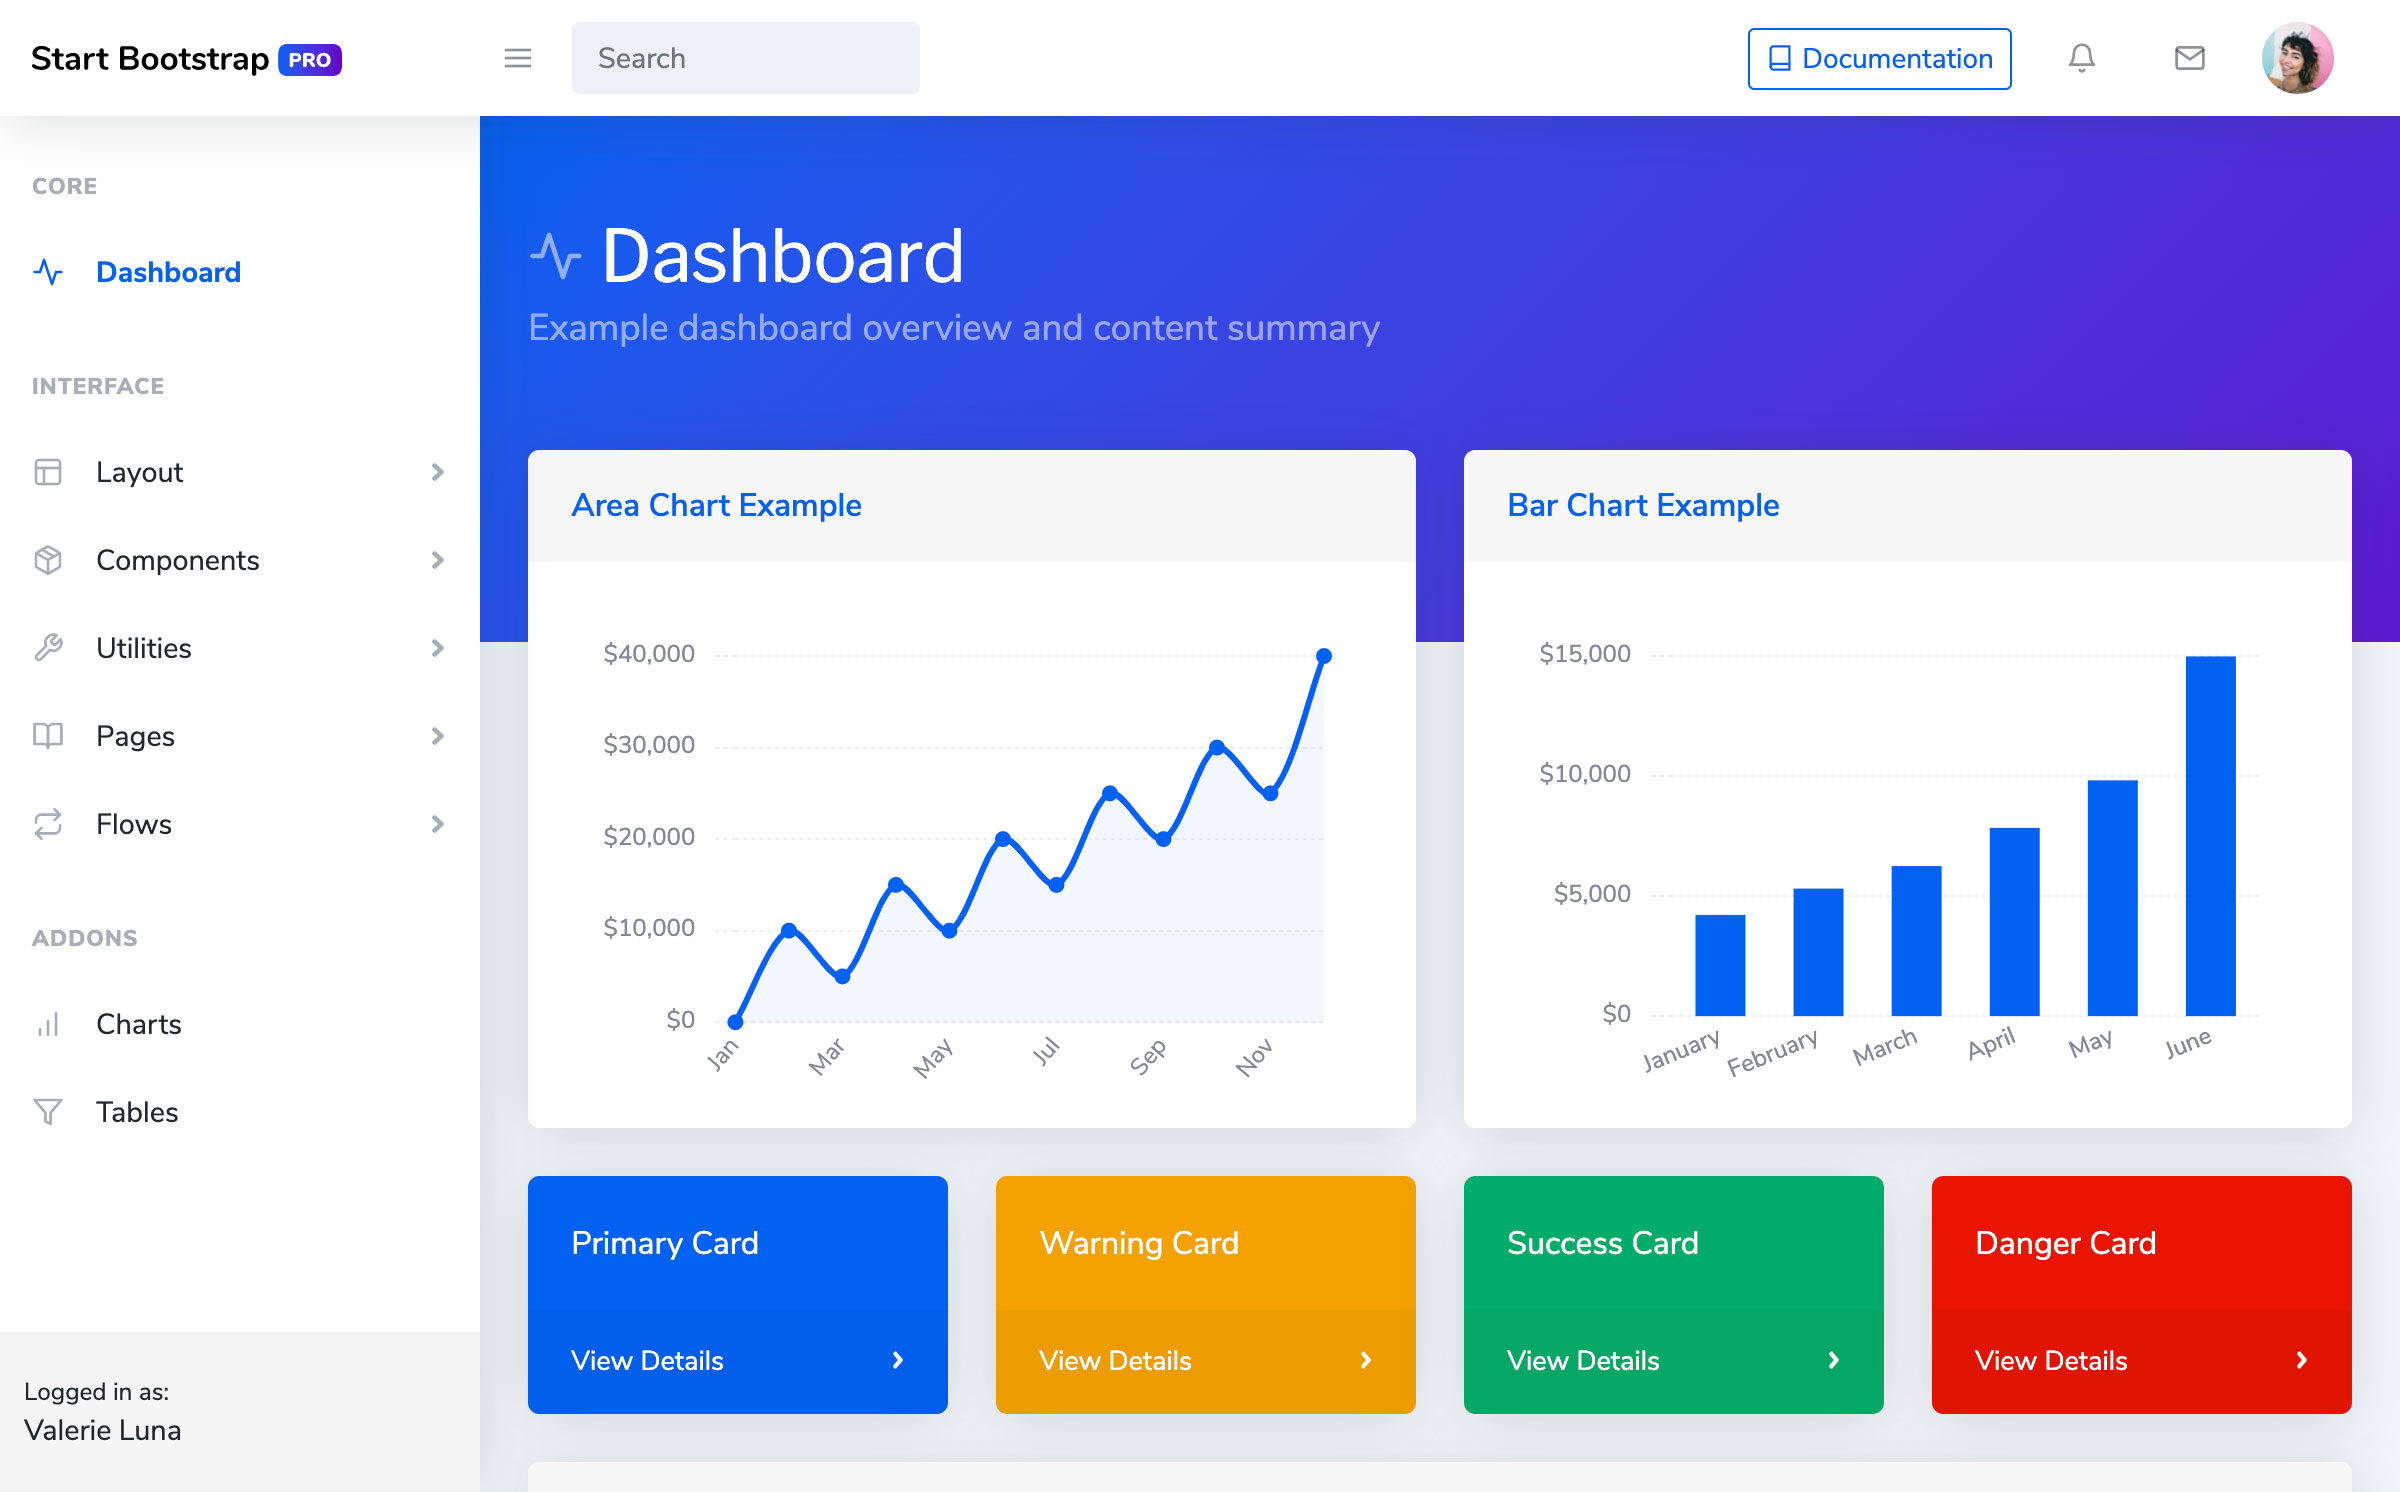 Start Bootstrap PRO
Search
Documentation
CORE
Dashboard
INTERFACE
Layout
Components
Utilities
Pages
Flows
ADDONS
Charts
Tables
Logged in as:
Valerie Luna
Dashboard
Example dashboard overview and content summary
Area Chart Example
$40,000
$30,000
$20,000
$10,000
$0
Jan Mar May Jul Sep Nov
Bar Chart Example
$15,000
$10,000
$5,000
$0
January February March April May June
Primary Card
View Details
Warning Card
View Details
Success Card
View Details
Danger Card
View Details